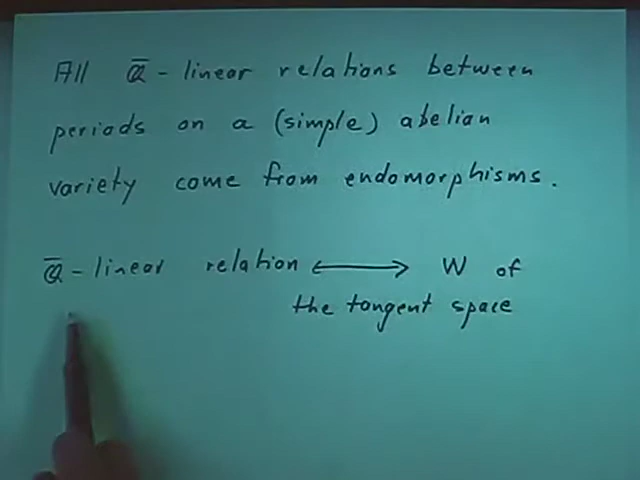 All Q̄ - linear relations between
periods on a (simple) abelian
variety come from endomorphisms.
Q̄ - linear relation ⟷ W of
the tangent space